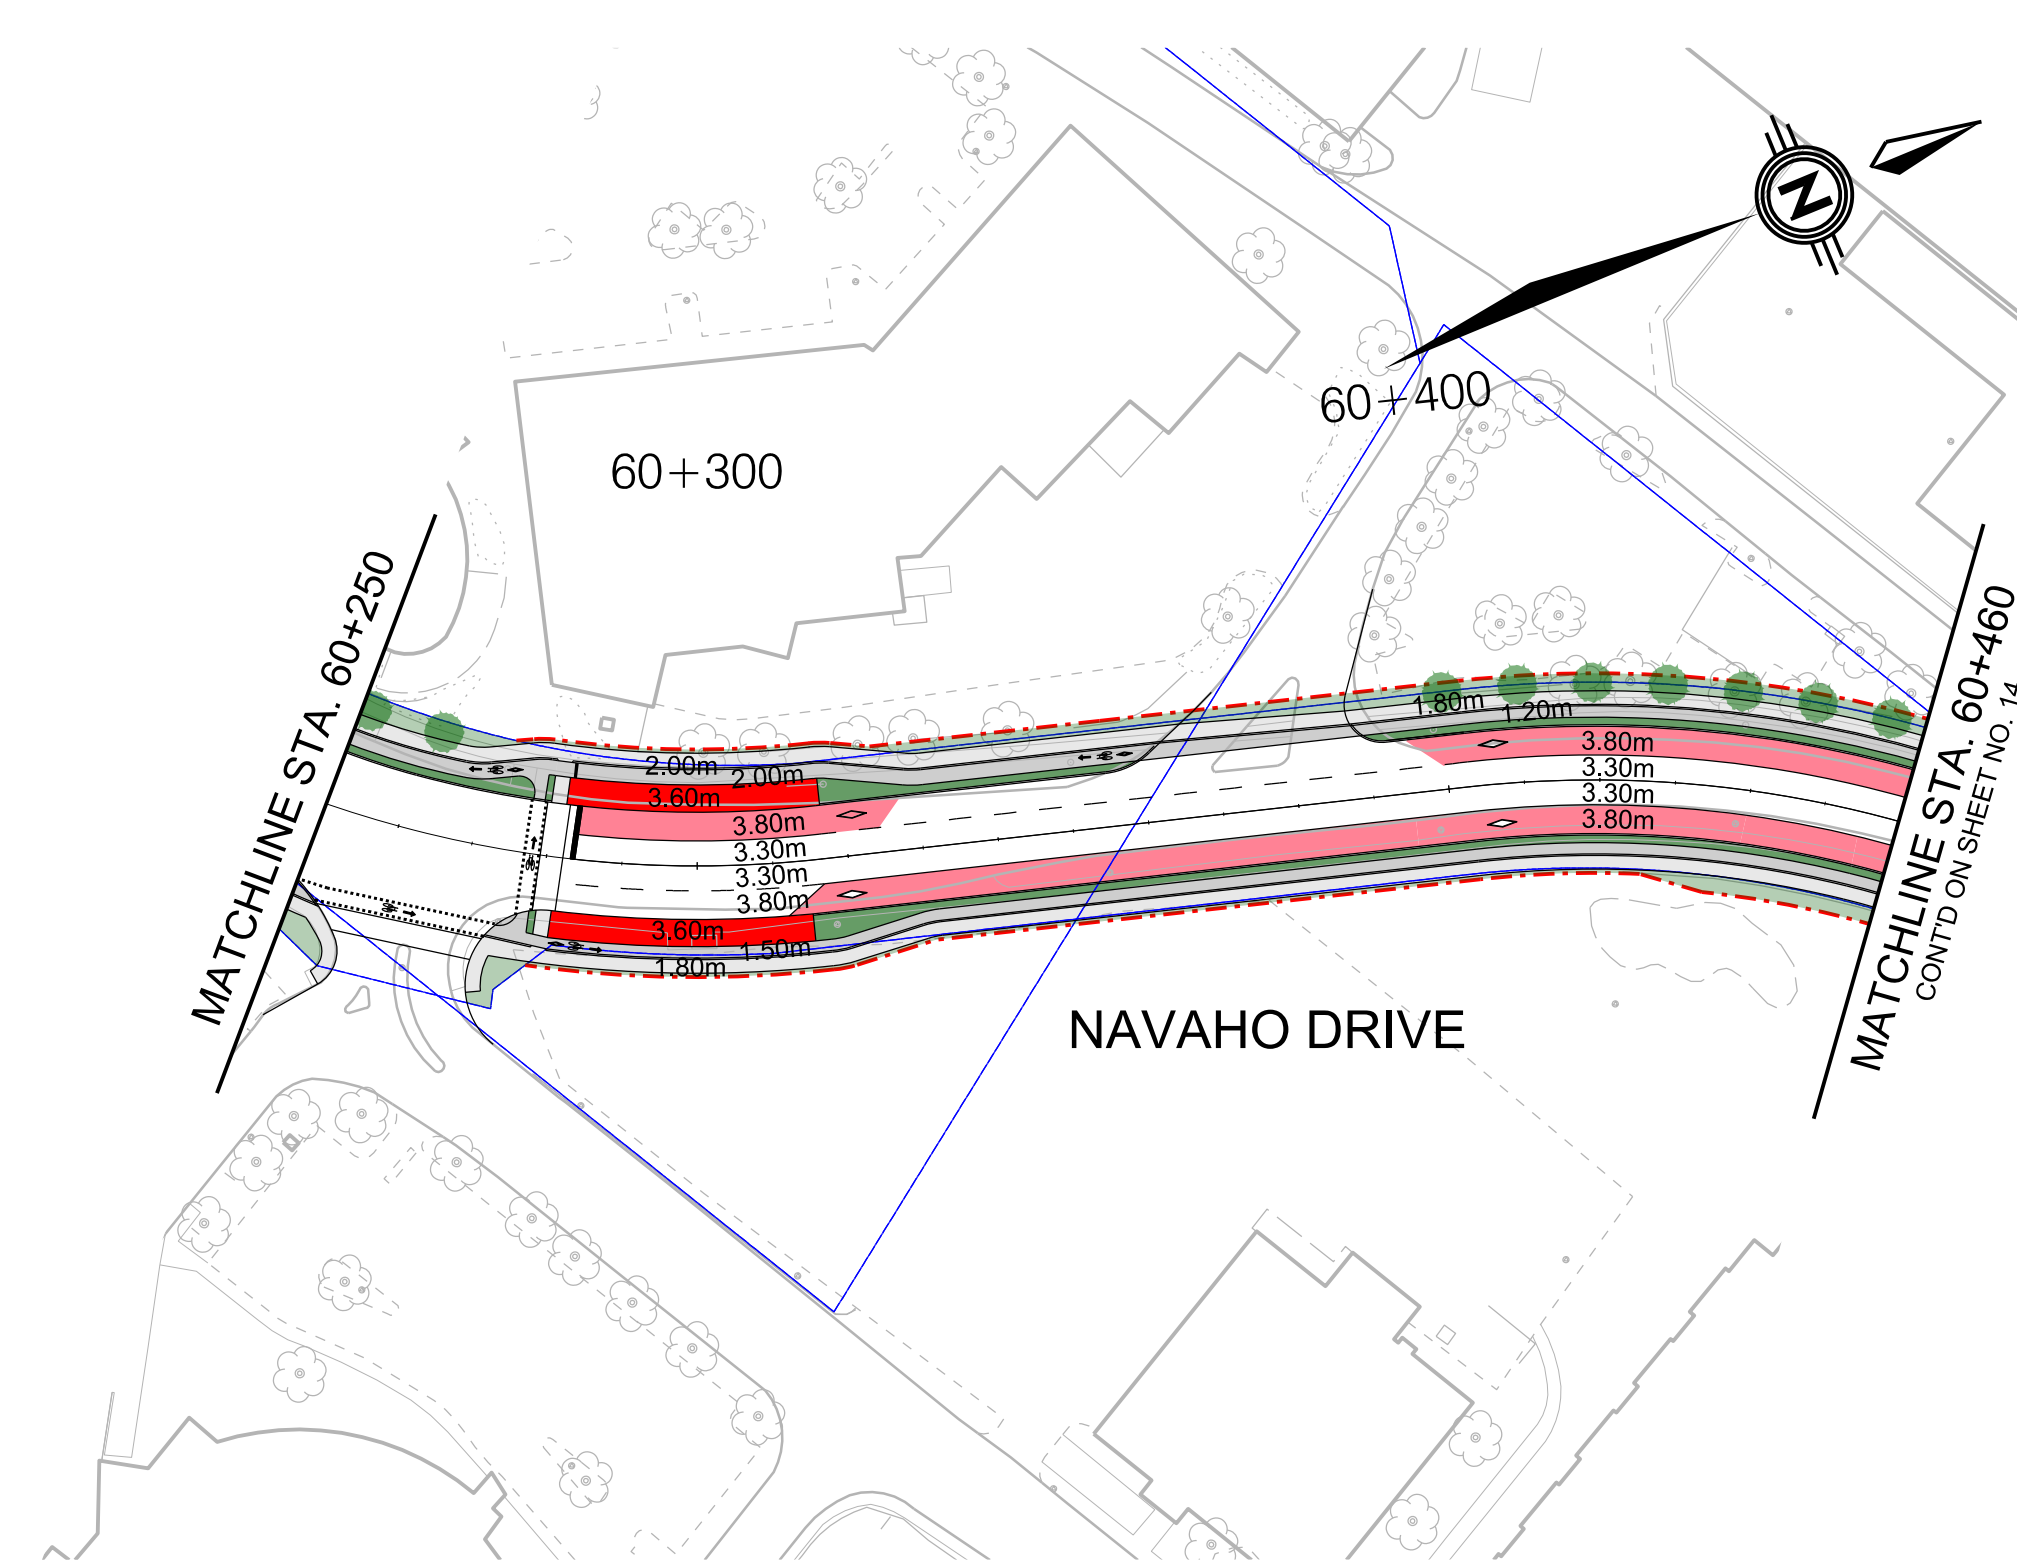 N
60+400
60+300
MATCHLINE STA. 60+250
MATCHLINE STA. 60+460
CONT'D ON SHEET NO. 14
1.80m
1.20m
3.80m
3.30m
3.30m
3.80m
2.00m
2.00m
3.60m
3.80m
3.30m
3.30m
3.80m
3.60m
1.50m
1.80m
NAVAHO DRIVE